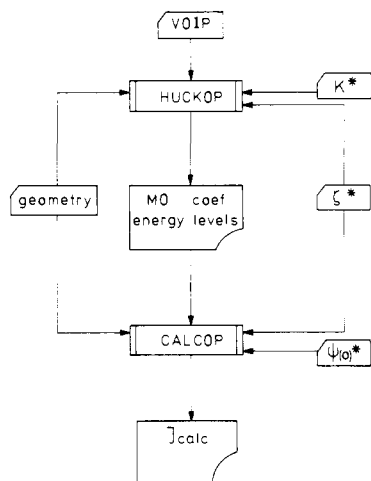 VOIP
HUCKOP
K*
geometry
MO coef
energy levels
ζ*
CALCOP
ψ(0)*
Jcalc